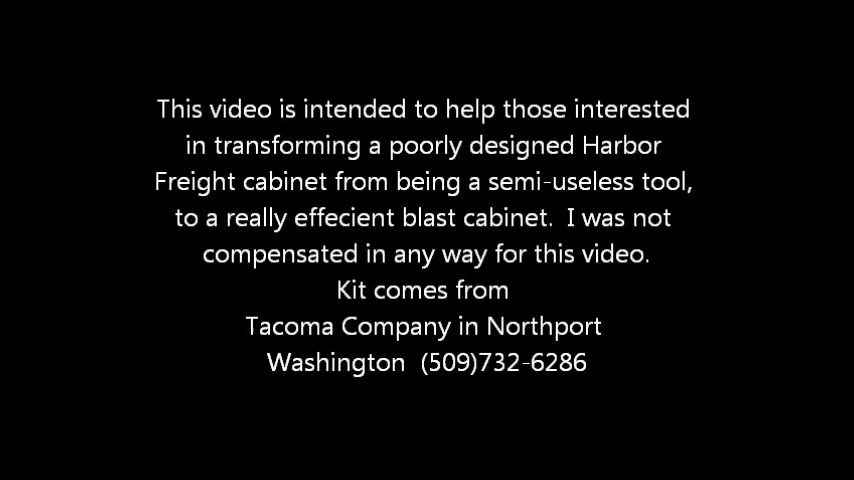 This video is intended to help those interested
in transforming a poorly designed Harbor
Freight cabinet from being a semi-useless tool,
to a really effecient blast cabinet.  I was not
compensated in any way for this video.
Kit comes from
Tacoma Company in Northport
Washington  (509)732-6286